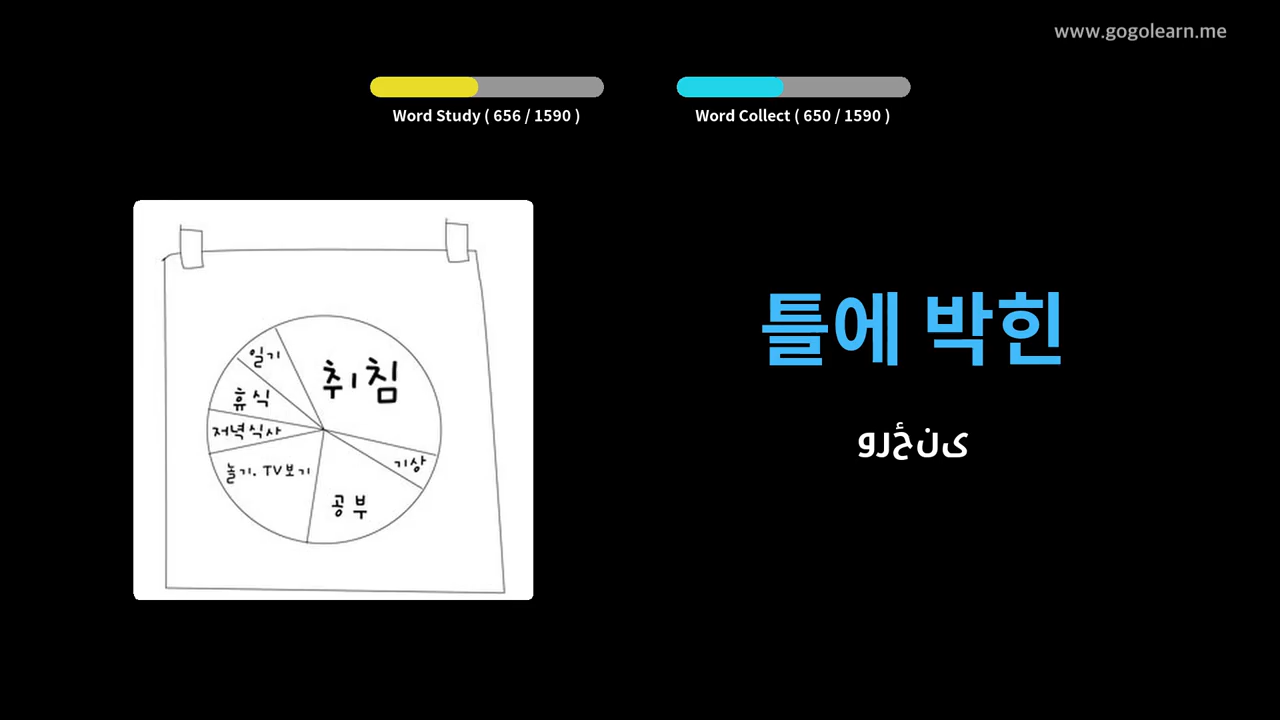 www.gogolearn.me
Word Study ( 656 / 1590 )
Word Collect ( 650 / 1590 )
일기
취침
휴식
저녁식사
놀기. TV보기
기상
공부
틀에 박힌
ورځنۍ